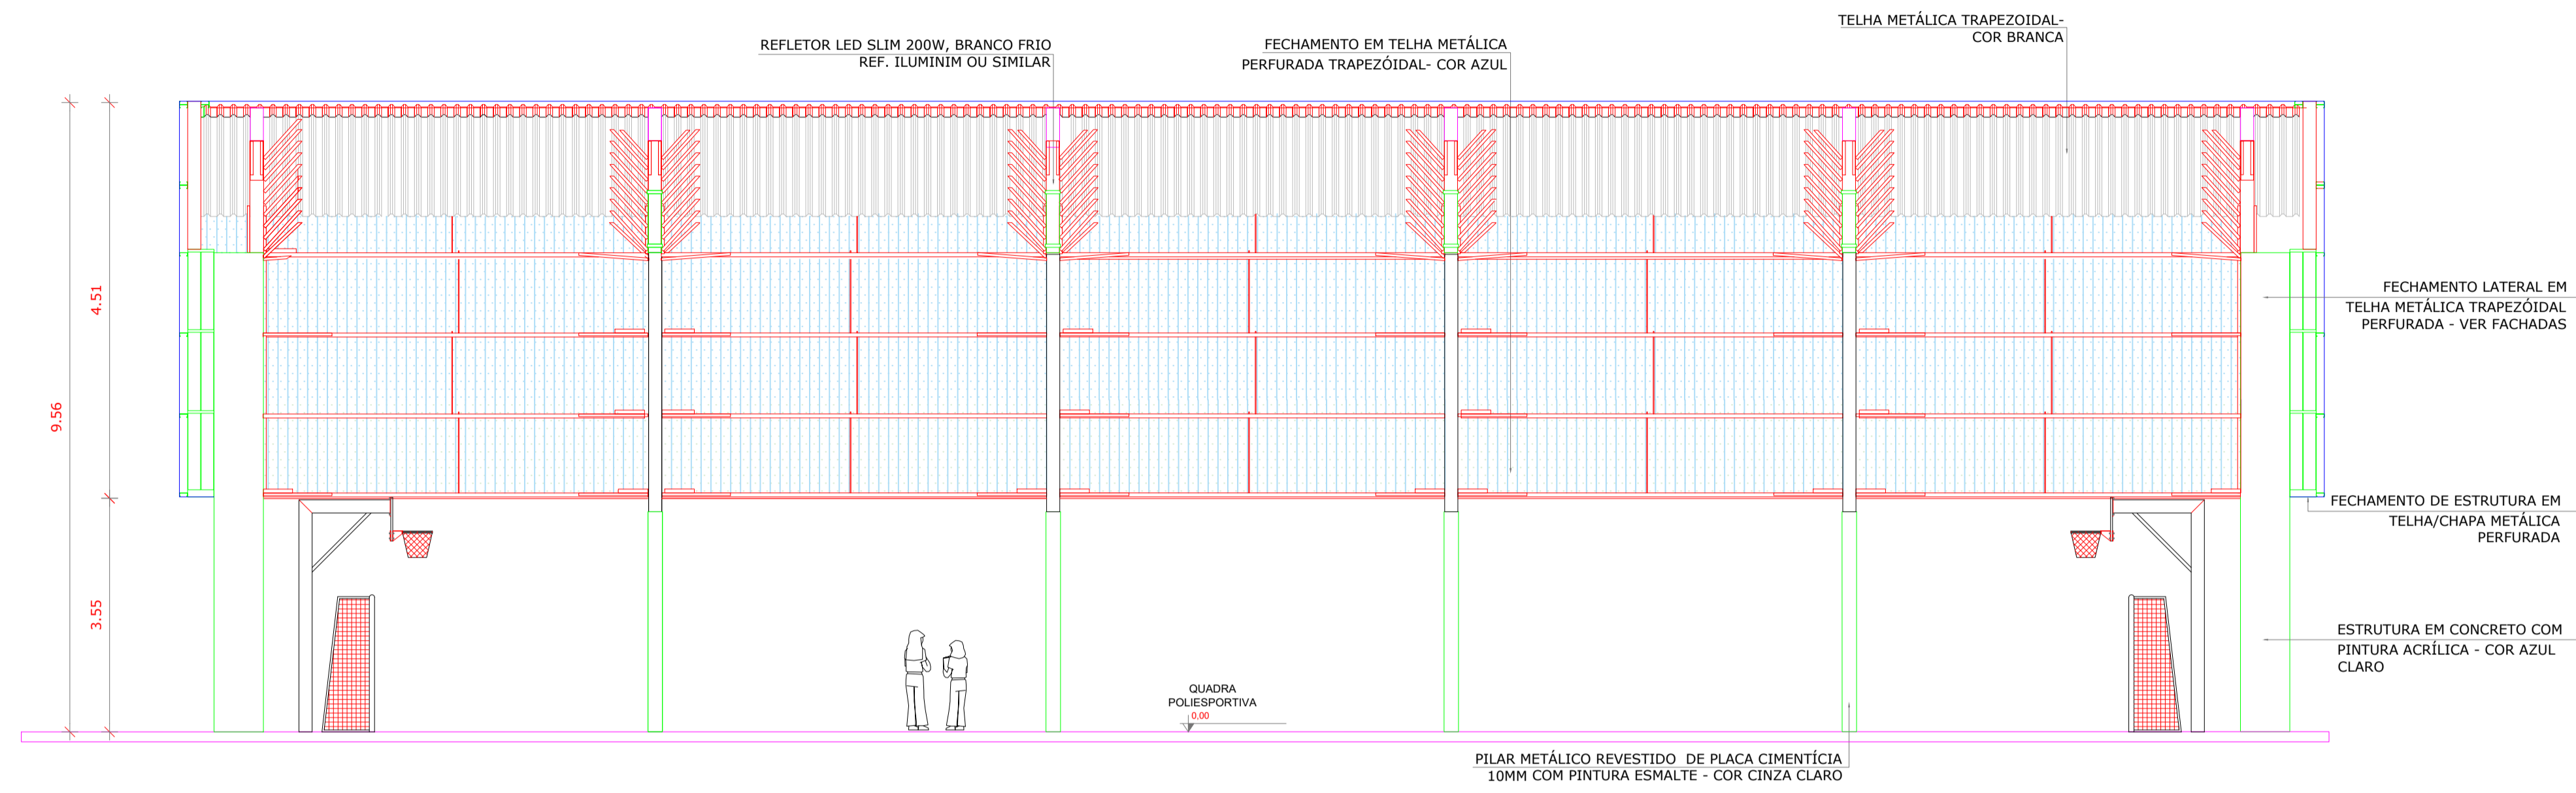 TELHA METÁLICA TRAPEZOIDAL-
COR BRANCA
REFLETOR LED SLIM 200W, BRANCO FRIO
REF. ILUMINIM OU SIMILAR
FECHAMENTO EM TELHA METÁLICA
PERFURADA TRAPEZÓIDAL- COR AZUL
4.51
9.56
3.55
FECHAMENTO LATERAL EM
TELHA METÁLICA TRAPEZÓIDAL
PERFURADA - VER FACHADAS
FECHAMENTO DE ESTRUTURA EM
TELHA/CHAPA METÁLICA
PERFURADA
ESTRUTURA EM CONCRETO COM
PINTURA ACRÍLICA - COR AZUL
CLARO
QUADRA
POLIESPORTIVA
0,00
PILAR METÁLICO REVESTIDO DE PLACA CIMENTÍCIA
10MM COM PINTURA ESMALTE - COR CINZA CLARO